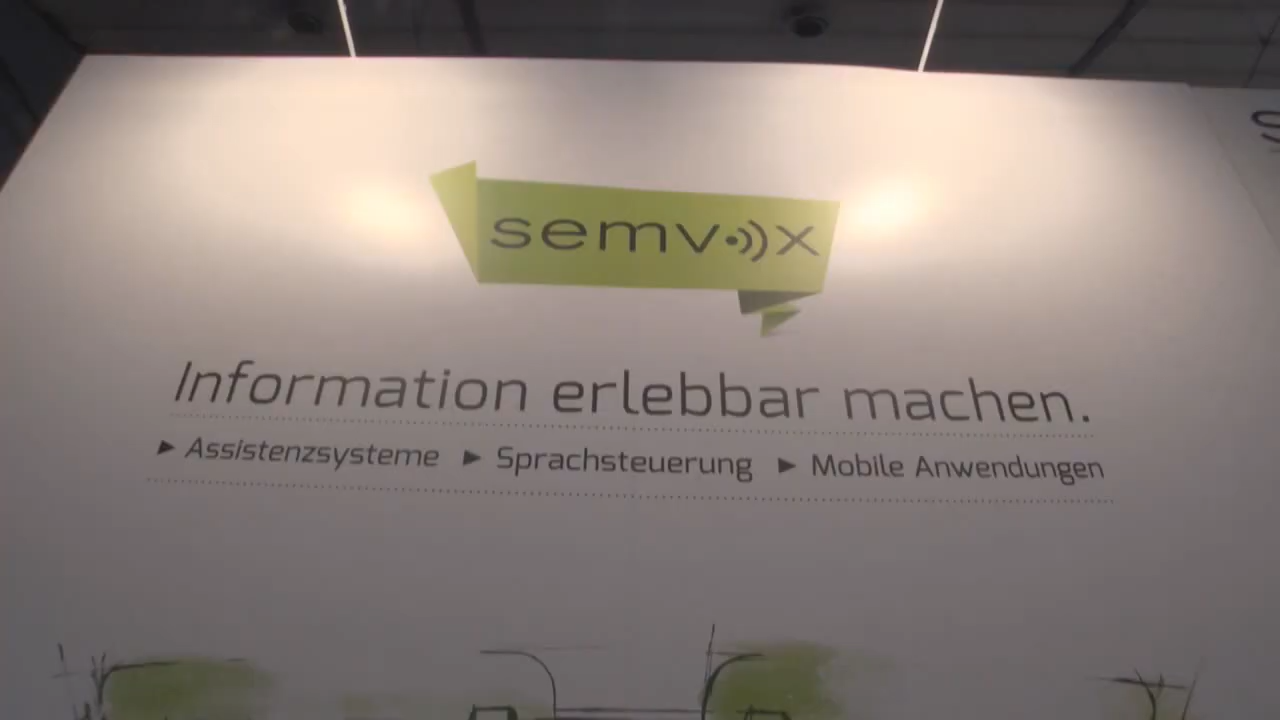 semvox
Information erlebbar machen.
▶ Assistenzsysteme ▶ Sprachsteuerung ▶ Mobile Anwendungen